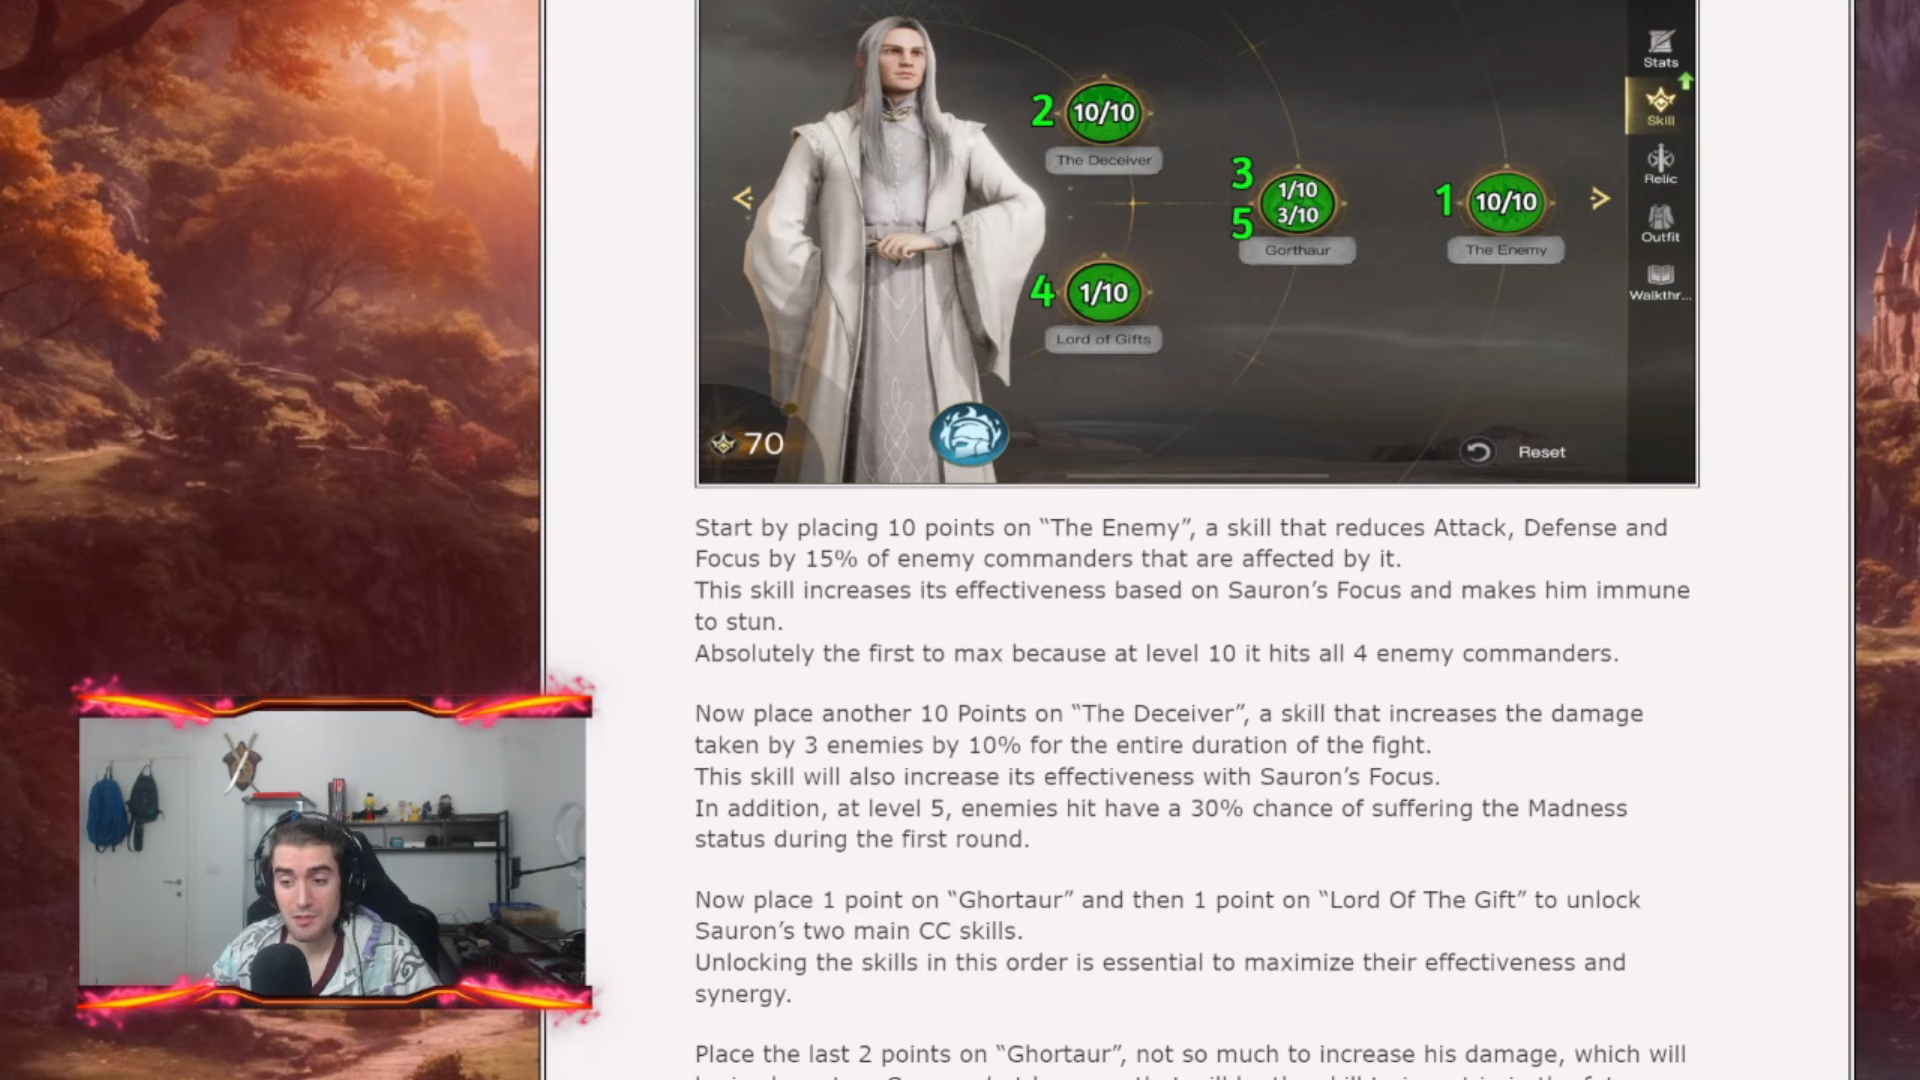 Stats
2 10/10
The Deceiver
Skill
3 1/10
5 3/10
1 10/10
Relic
Gorthaur
The Enemy
Outfit
4 1/10
Walkthr...
Lord of Gifts
70
Reset
Start by placing 10 points on “The Enemy”, a skill that reduces Attack, Defense and
Focus by 15% of enemy commanders that are affected by it.
This skill increases its effectiveness based on Sauron’s Focus and makes him immune
to stun.
Absolutely the first to max because at level 10 it hits all 4 enemy commanders.
Now place another 10 Points on “The Deceiver”, a skill that increases the damage
taken by 3 enemies by 10% for the entire duration of the fight.
This skill will also increase its effectiveness with Sauron’s Focus.
In addition, at level 5, enemies hit have a 30% chance of suffering the Madness
status during the first round.
Now place 1 point on “Ghortaur” and then 1 point on “Lord Of The Gift” to unlock
Sauron’s two main CC skills.
Unlocking the skills in this order is essential to maximize their effectiveness and
synergy.
Place the last 2 points on “Ghortaur”, not so much to increase his damage, which will